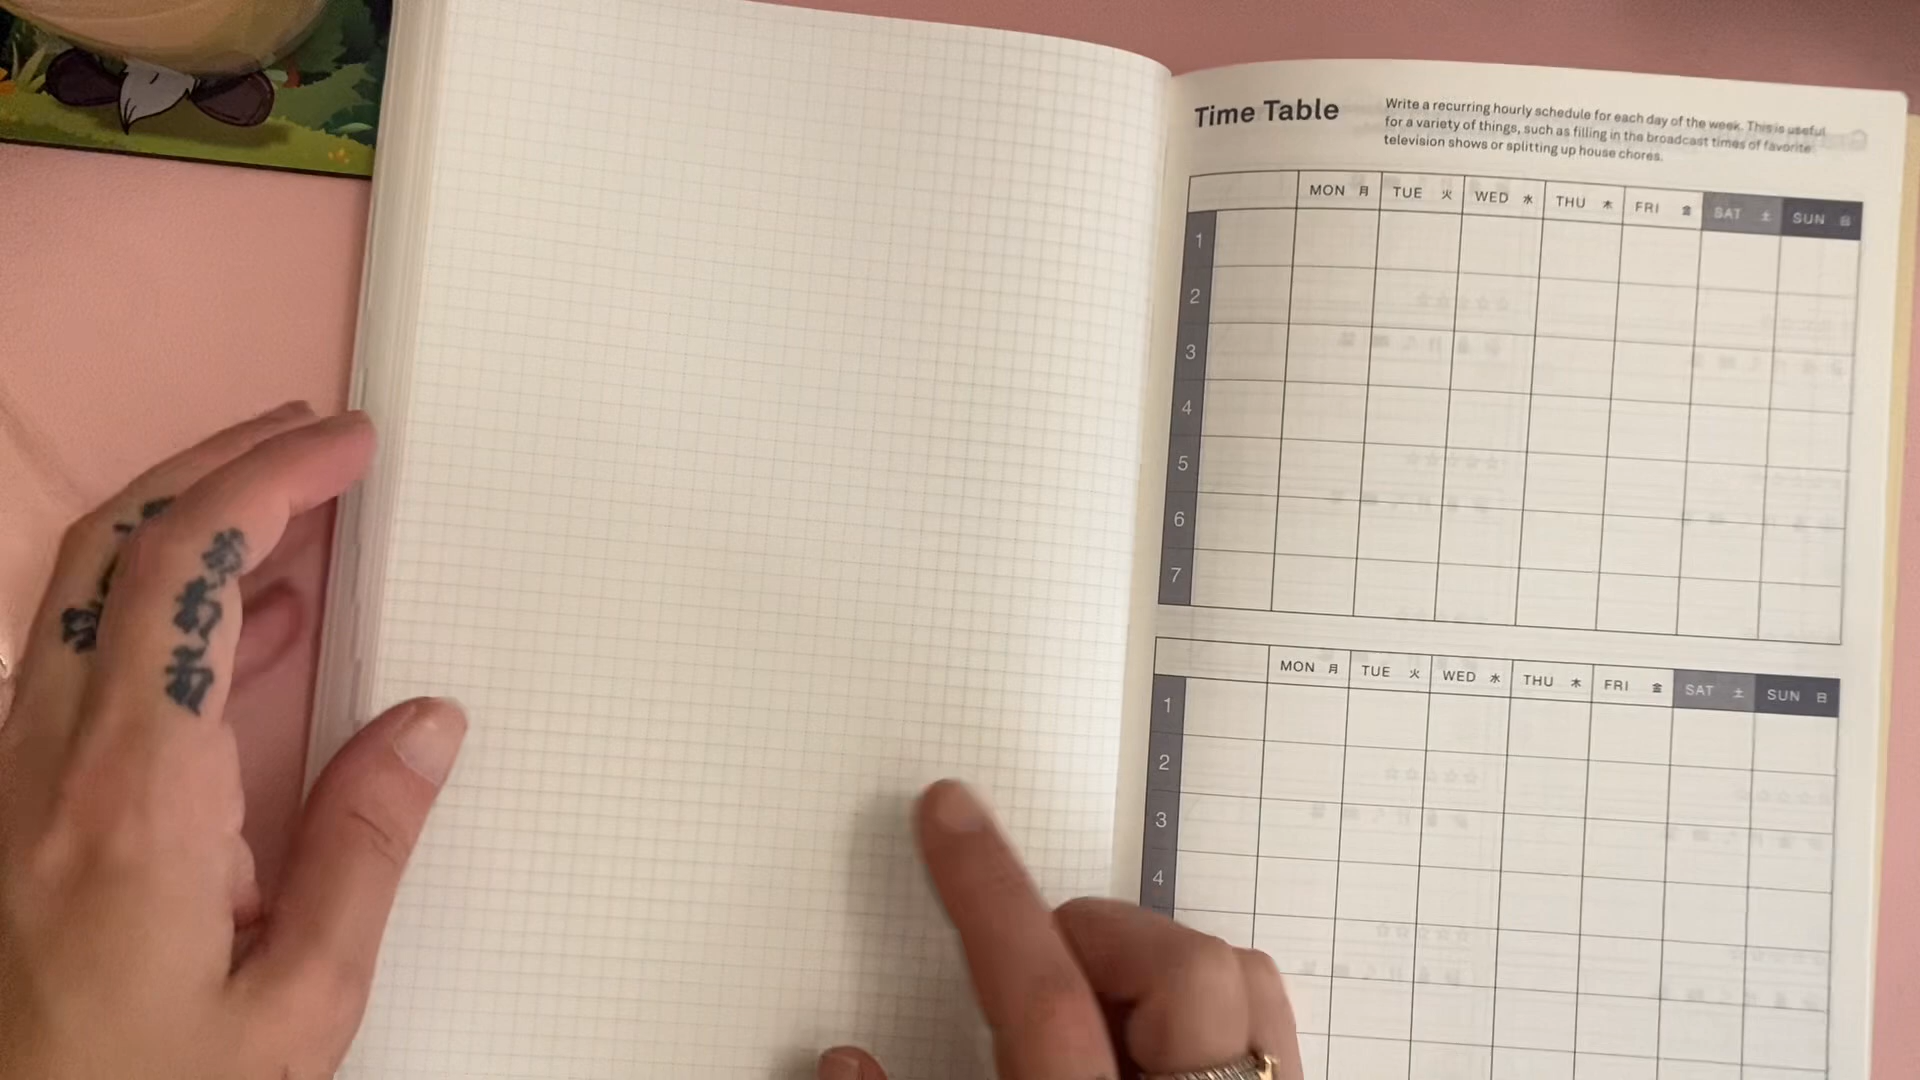 Time Table
Write a recurring hourly schedule for each day of the week. This is useful
for a variety of things, such as filling in the broadcast times of favorite
television shows or splitting up house chores.
MON 月 TUE 火 WED 水 THU 木 FRI 金 SAT 土 SUN 日
1
2
3
4
5
6
7
MON 月 TUE 火 WED 水 THU 木 FRI 金 SAT 土 SUN 日
1
2
3
4